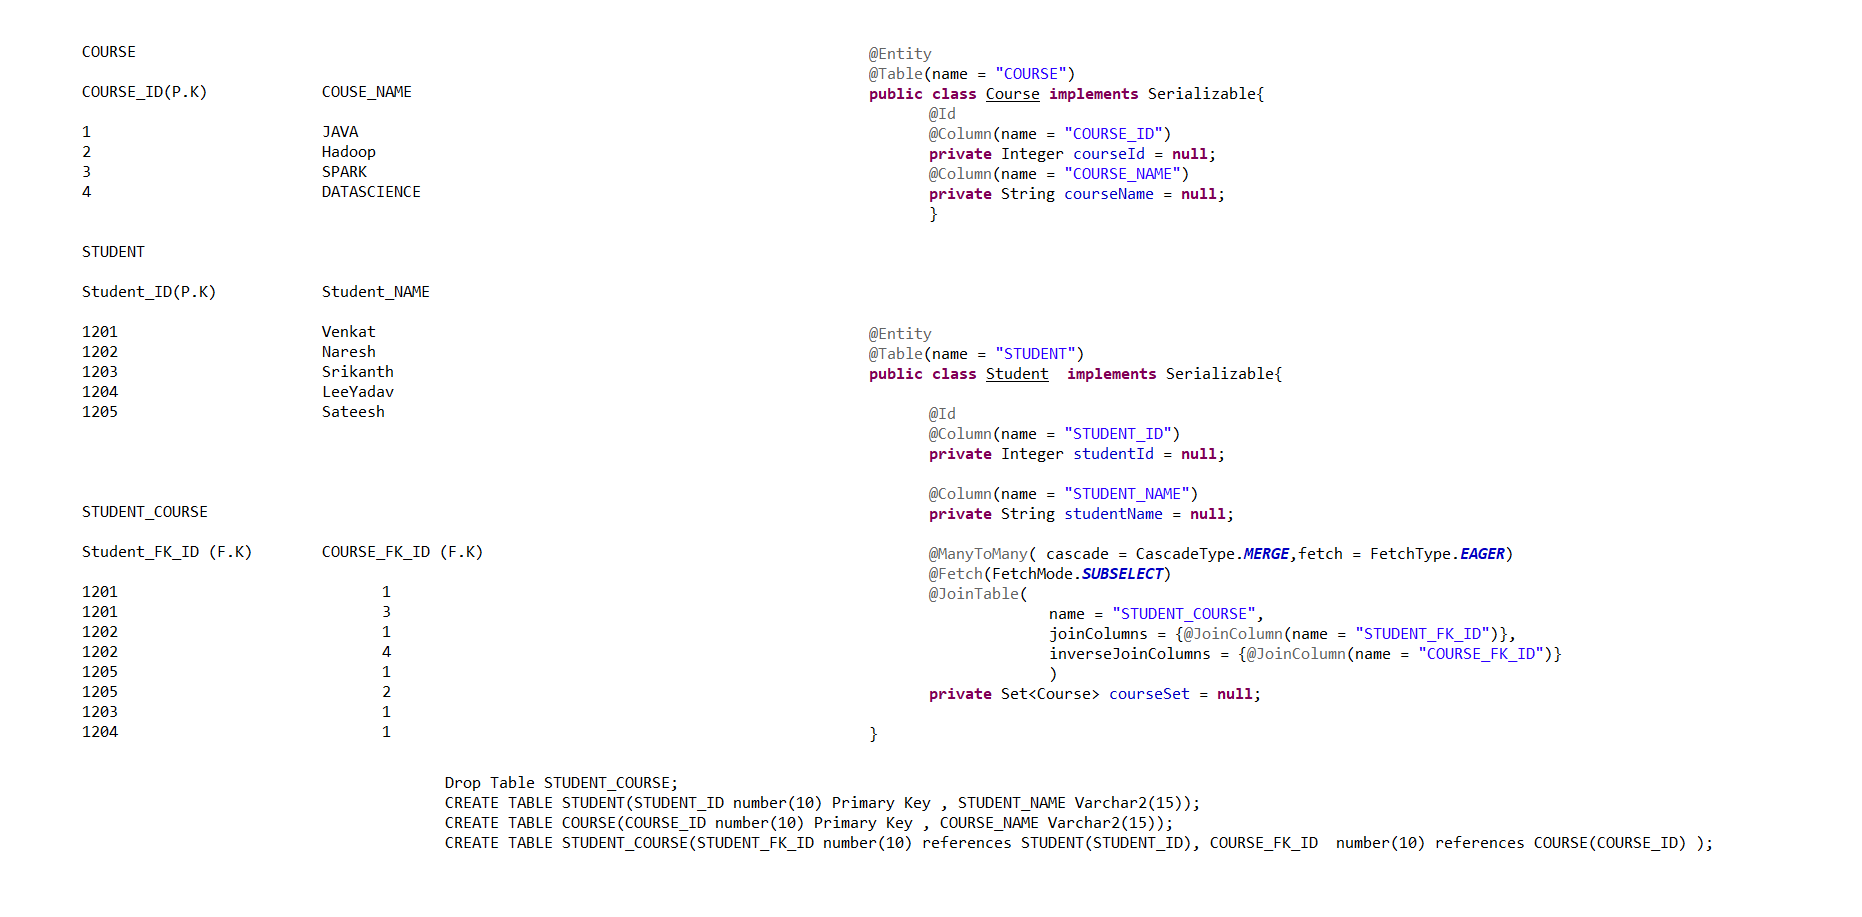 COURSE
COURSE_ID(P.K) COUSE_NAME
1 JAVA
2 Hadoop
3 SPARK
4 DATASCIENCE
STUDENT
Student_ID(P.K) Student_NAME
1201 Venkat
1202 Naresh
1203 Srikanth
1204 LeeYadav
1205 Sateesh
STUDENT_COURSE
Student_FK_ID (F.K) COURSE_FK_ID (F.K)
1201 1
1201 3
1202 1
1202 4
1205 1
1205 2
1203 1
1204 1
@Entity
@Table(name = "COURSE")
public class Course implements Serializable{
@Id
@Column(name = "COURSE_ID")
private Integer courseId = null;
@Column(name = "COURSE_NAME")
private String courseName = null;
}
@Entity
@Table(name = "STUDENT")
public class Student  implements Serializable{
@Id
@Column(name = "STUDENT_ID")
private Integer studentId = null;
@Column(name = "STUDENT_NAME")
private String studentName = null;
@ManyToMany( cascade = CascadeType.MERGE,fetch = FetchType.EAGER)
@Fetch(FetchMode.SUBSELECT)
@JoinTable(
name = "STUDENT_COURSE",
joinColumns = {@JoinColumn(name = "STUDENT_FK_ID")},
inverseJoinColumns = {@JoinColumn(name = "COURSE_FK_ID")}
)
private Set<Course> courseSet = null;
}
Drop Table STUDENT_COURSE;
CREATE TABLE STUDENT(STUDENT_ID number(10) Primary Key , STUDENT_NAME Varchar2(15));
CREATE TABLE COURSE(COURSE_ID number(10) Primary Key , COURSE_NAME Varchar2(15));
CREATE TABLE STUDENT_COURSE(STUDENT_FK_ID number(10) references STUDENT(STUDENT_ID), COURSE_FK_ID  number(10) references COURSE(COURSE_ID) );